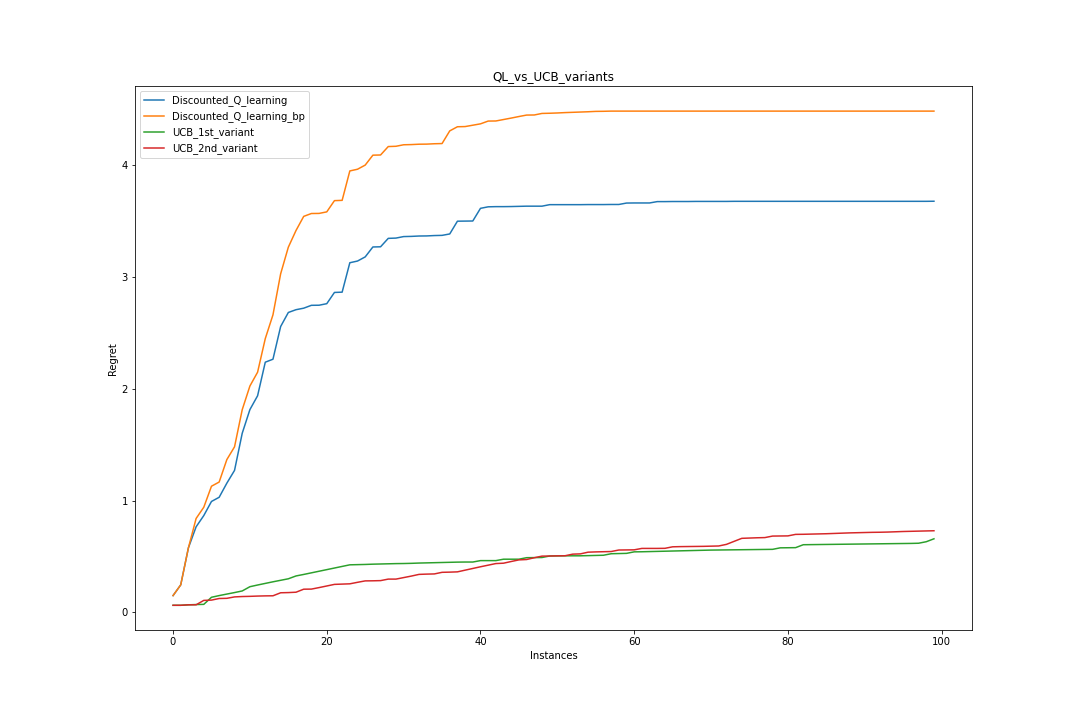 QL_vs_UCB_variants
Discounted_Q_learning
Discounted_Q_learning_bp
UCB_1st_variant
UCB_2nd_variant
4
3
2
1
0
Regret
0 20 40 60 80 100
Instances